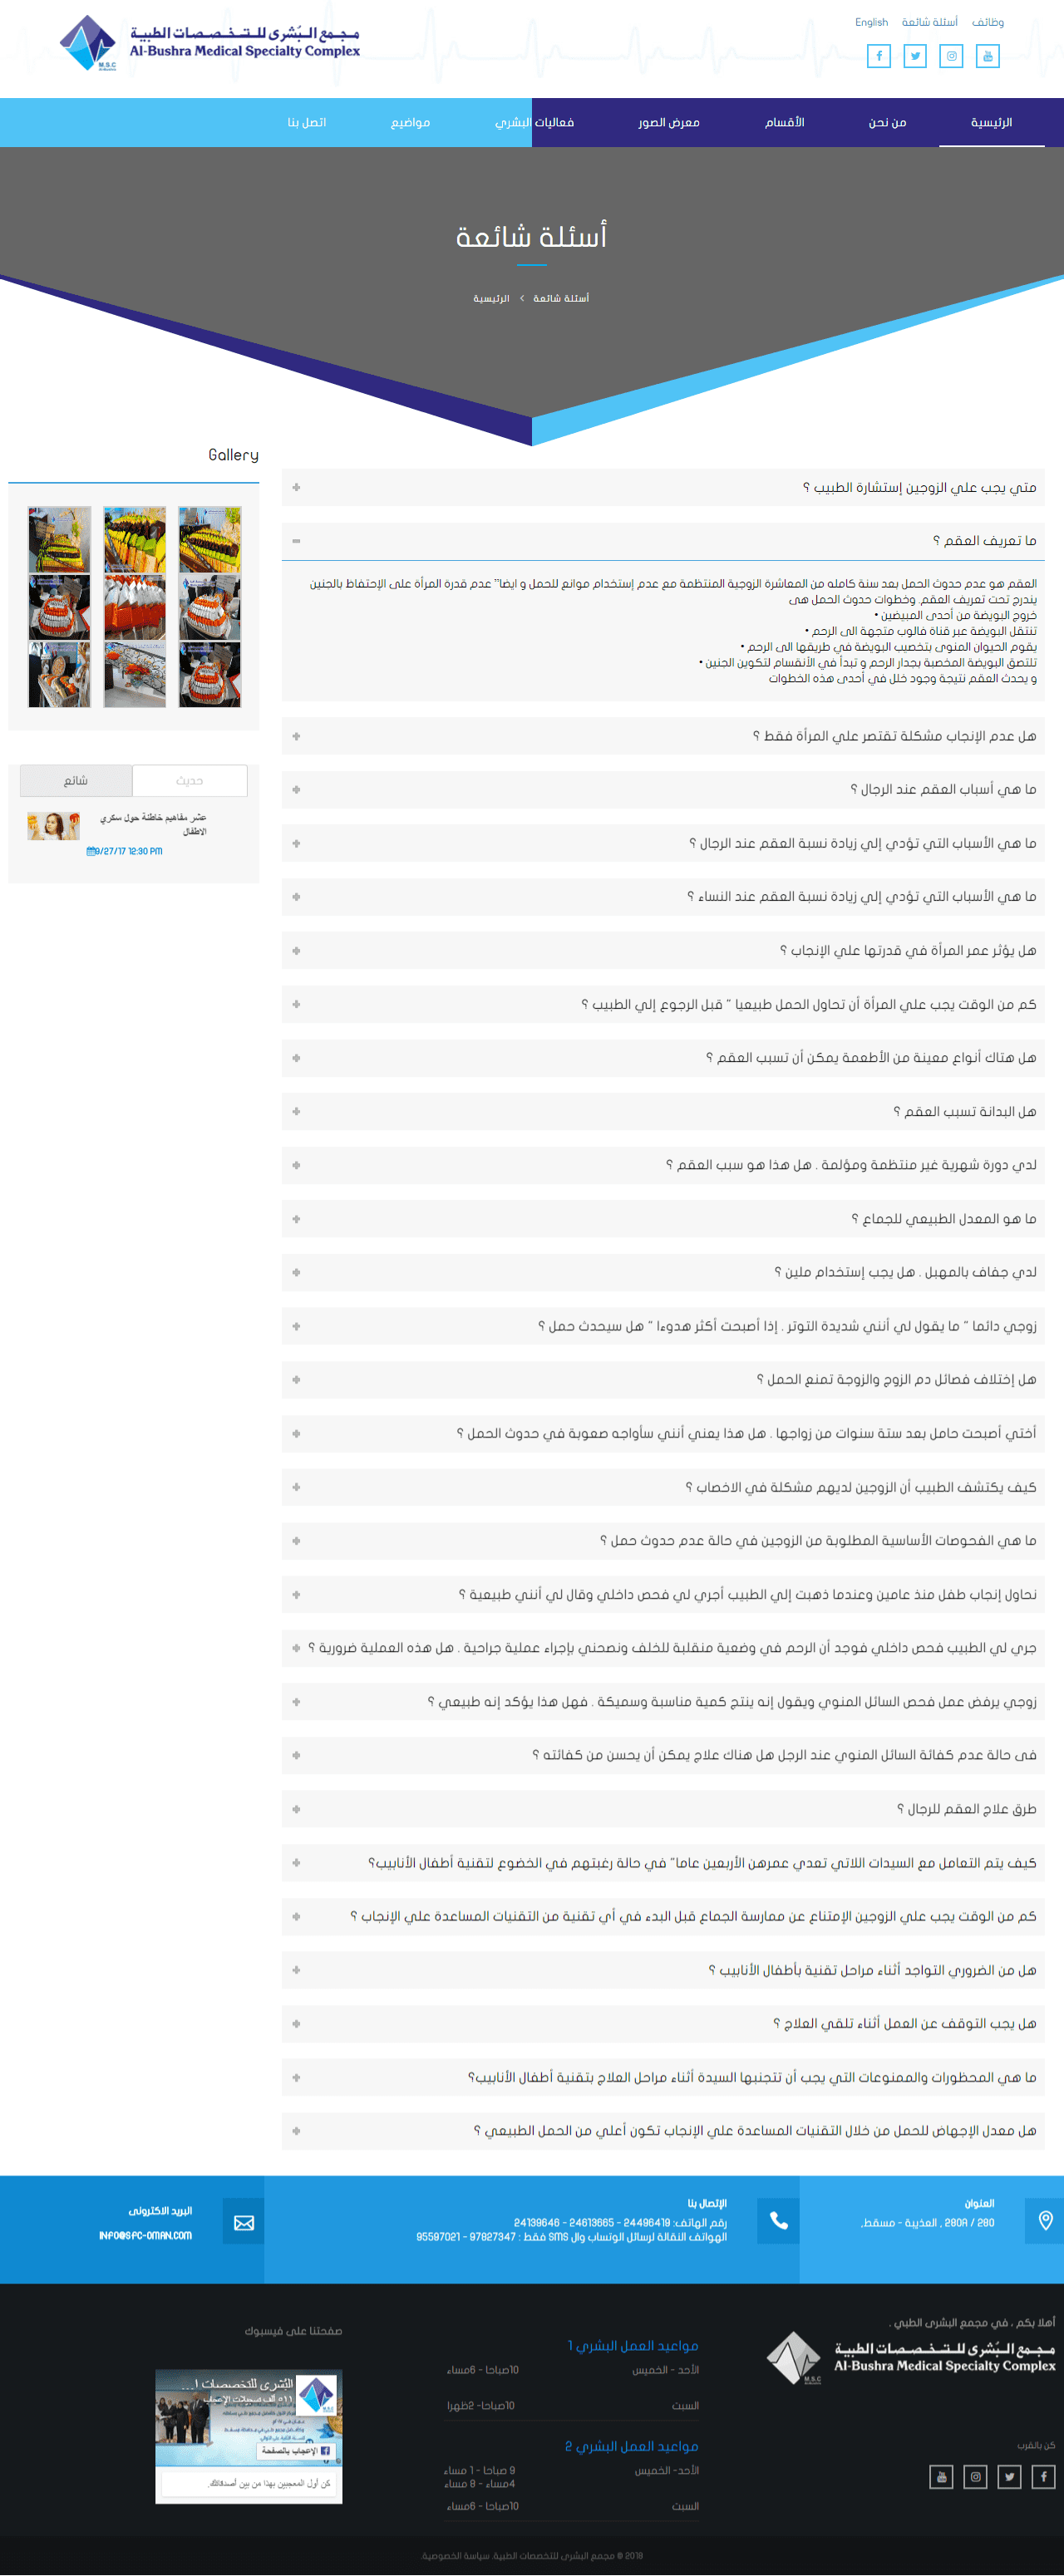 مجمع البُشرى للتخصصات الطبية
Al-Bushra Medical Specialty Complex
M.S.C
وظائف
أسئلة شائعة
English
الرئيسية
من نحن
الأقسام
معرض الصور
فعاليات البشري
مواضيع
اتصل بنا
أسئلة شائعة
أسئلة شائعة
الرئيسية
متي يجب علي الزوجين إستشارة الطبيب ؟
ما تعريف العقم ؟
العقم هو عدم حدوث الحمل بعد سنة كامله من المعاشرة الزوجية المنتظمة مع عدم إستخدام موانع للحمل و ايضا’’ عدم قدرة المرأة على الإحتفاظ بالجنين
يندرج تحت تعريف العقم. وخطوات حدوث الحمل هى
خروج البويضة من أحدى المبيضين •
تنتقل البويضة عبر قناة فالوب متجهة الى الرحم •
يقوم الحيوان المنوى بتخصيب البويضة في طريقها الى الرحم •
تلتصق البويضة المخصبة بجدار الرحم و تبدأ في الأنقسام لتكوين الجنين •
و يحدث العقم نتيجة وجود خلل في أحدى هذه الخطوات
هل عدم الإنجاب مشكلة تقتصر علي المرأة فقط ؟
ما هي أسباب العقم عند الرجال ؟
ما هي الأسباب التي تؤدي إلي زيادة نسبة العقم عند الرجال ؟
ما هي الأسباب التي تؤدي إلي زيادة نسبة العقم عند النساء ؟
هل يؤثر عمر المرأة في قدرتها علي الإنجاب ؟
كم من الوقت يجب علي المرأة أن تحاول الحمل طبيعيا " قبل الرجوع إلي الطبيب ؟
هل هتاك أنواع معينة من الأطعمة يمكن أن تسبب العقم ؟
هل البدانة تسبب العقم ؟
لدي دورة شهرية غير منتظمة ومؤلمة . هل هذا هو سبب العقم ؟
ما هو المعدل الطبيعي للجماع ؟
لدي جفاف بالمهبل . هل يجب إستخدام ملين ؟
زوجي دائما " ما يقول لي أنني شديدة التوتر . إذا أصبحت أكثر هدوءا " هل سيحدث حمل ؟
هل إختلاف فصائل دم الزوج والزوجة تمنع الحمل ؟
أختي أصبحت حامل بعد ستة سنوات من زواجها . هل هذا يعني أنني سأواجه صعوبة في حدوث الحمل ؟
كيف يكتشف الطبيب أن الزوجين لديهم مشكلة في الاخصاب ؟
ما هي الفحوصات الأساسية المطلوبة من الزوجين في حالة عدم حدوث حمل ؟
نحاول إنجاب طفل منذ عامين وعندما ذهبت إلي الطبيب أجري لي فحص داخلي وقال لي أنني طبيعية ؟
جري لي الطبيب فحص داخلي فوجد أن الرحم في وضعية منقلبة للخلف ونصحني بإجراء عملية جراحية . هل هذه العملية ضرورية ؟
زوجي يرفض عمل فحص السائل المنوي ويقول إنه ينتج كمية مناسبة وسميكة . فهل هذا يؤكد إنه طبيعي ؟
فى حالة عدم كفائة السائل المنوي عند الرجل هل هناك علاج يمكن أن يحسن من كفائته ؟
طرق علاج العقم للرجال ؟
كيف يتم التعامل مع السيدات اللاتي تعدي عمرهن الأربعين عاما" في حالة رغبتهم في الخضوع لتقنية أطفال الأنابيب؟
كم من الوقت يجب علي الزوجين الإمتناع عن ممارسة الجماع قبل البدء في أي تقنية من التقنيات المساعدة علي الإنجاب ؟
هل من الضروري التواجد أثناء مراحل تقنية بأطفال الأنابيب ؟
هل يجب التوقف عن العمل أثناء تلقي العلاج ؟
ما هي المحظورات والممنوعات التي يجب أن تتجنبها السيدة أثناء مراحل العلاج بتقنية أطفال الأنابيب؟
هل معدل الإجهاض للحمل من خلال التقنيات المساعدة علي الإنجاب تكون أعلي من الحمل الطبيعي ؟
Gallery
حديث
شائع
عشر مفاهيم خاطئة حول سكري
الاطفال
9/27/17 12:30 PM
العنوان
280 / 280A , العذيبة - مسقط,
الإتصال بنا
رقم الهاتف: 24496419 - 24613665 - 24139646
الهواتف النقالة لرسائل الوتساب وال SMS فقط : 97827347 - 95597021
البريد الاكترونى
INFO@SFC-OMAN.COM
أهلا بكم ، في مجمع البشرى الطبي .
مجمع البُشرى للتخصصات الطبية
Al-Bushra Medical Specialty Complex
M.S.C
كن بالقرب
مواعيد العمل البشري 1
الأحد - الخميس
10صباحا - 6مساء
السبت
10صباحا- 2ظهرا
مواعيد العمل البشري 2
الأحد- الخميس
9 صباحا - 1 مساء
4مساء - 8 مساء
السبت
10صباحا - 6مساء
صفحتنا على فيسبوك
البُشرى للتخصصات ا...
الإعجاب بالصفحة
كن أول المعجبين بهذا من بين أصدقائك.
2018 © مجمع البشرى للتخصصات الطبية. سياسة الخصوصية.